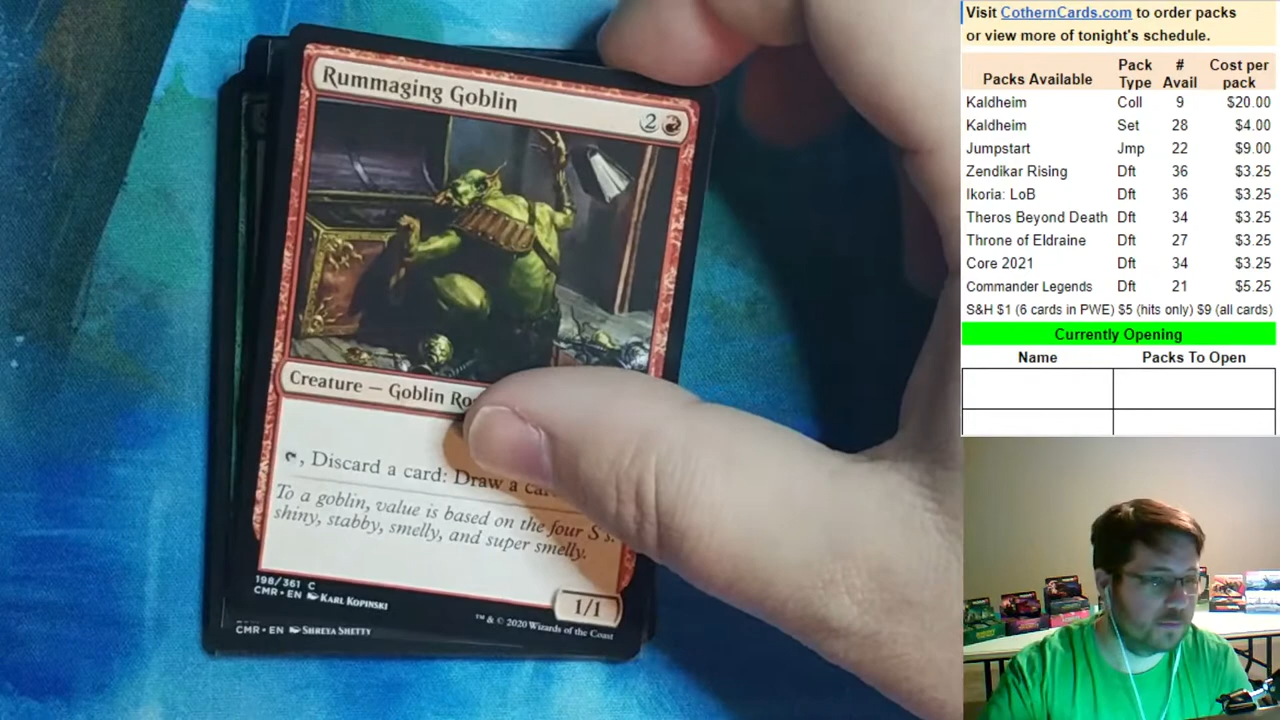 Rummaging Goblin
2
Creature — Goblin
, Discard a card: Draw a
To a goblin, value is based on the four S's:
shiny, stabby, smelly, and super smelly.
198/361 C
CMR • EN KARL KOPINSKI
™ & © 2020 Wizards of the Coast
1/1
CMR • EN SHREYA SHETTY
Visit CothernCards.com to order packs
or view more of tonight's schedule.
Packs Available Pack Type # Avail Cost per pack
Kaldheim Coll 9 $20.00
Kaldheim Set 28 $4.00
Jumpstart Jmp 22 $9.00
Zendikar Rising Dft 36 $3.25
Ikoria: LoB Dft 36 $3.25
Theros Beyond Death Dft 34 $3.25
Throne of Eldraine Dft 27 $3.25
Core 2021 Dft 34 $3.25
Commander Legends Dft 21 $5.25
S&H $1 (6 cards in PWE) $5 (hits only) $9 (all cards)
Currently Opening
Name Packs To Open